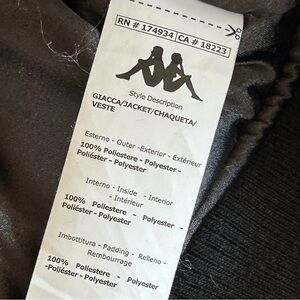 RN # 174934 CA # 18223
Style Description
GIACCA/JACKET/CHAQUETA/
VESTE
Esterno - Outer -Exterior - Extérieur
100% Poliestere - Polyester -
Poliéster - Polyester
Interno - Inside - Interior
- Intérieur
100% Poliestere - Polyester -
Poliéster - Polyester
Imbottitura - Padding - Relleno -
Rembourrage
100% Poliestere - Polyester
-Poliéster - Polyester